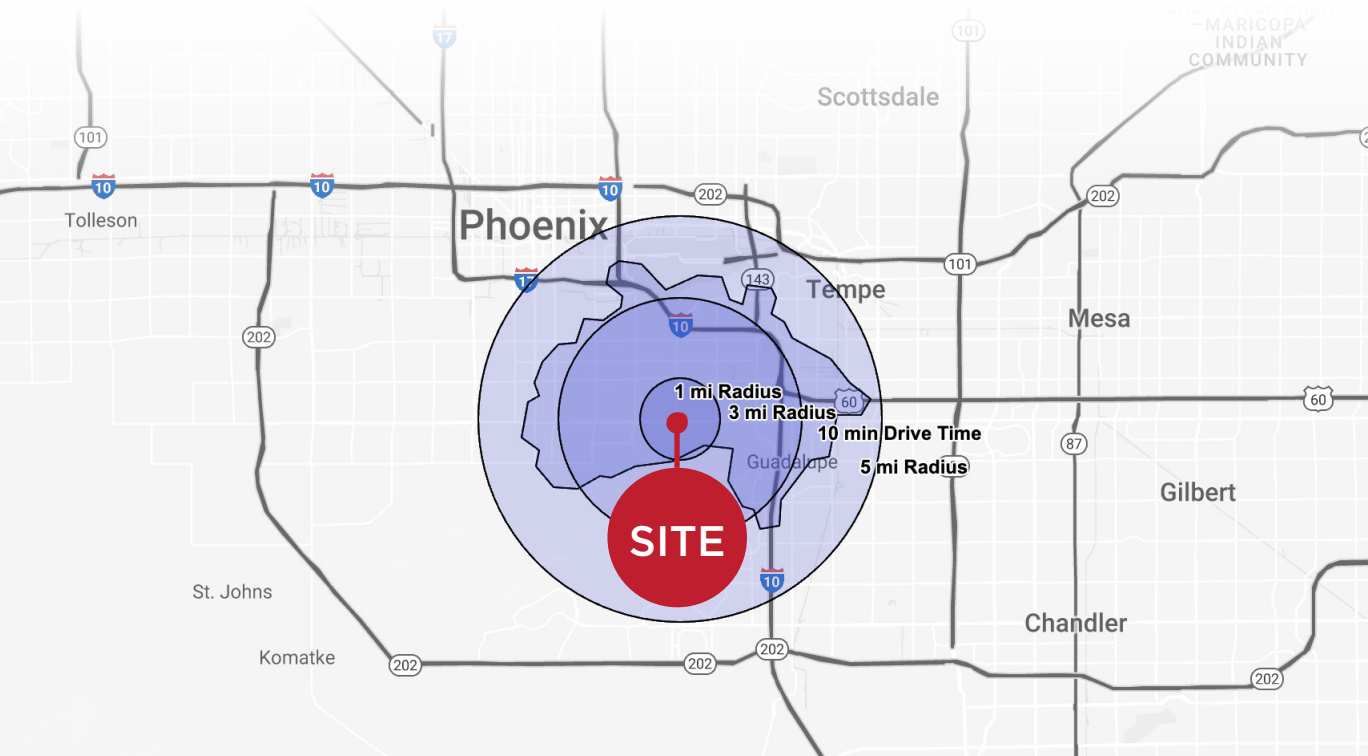 17
101
–MARICOPA
INDIAN
COMMUNITY
Scottsdale
101
10
10
10
202
202
Tolleson
Phoenix
101
17
143
Tempe
10
Mesa
202
1 mi Radius
60
60
3 mi Radius
10 min Drive Time
87
Guadalupe
5 mi Radius
Gilbert
SITE
10
St. Johns
Chandler
Komatke
202
202
202
202